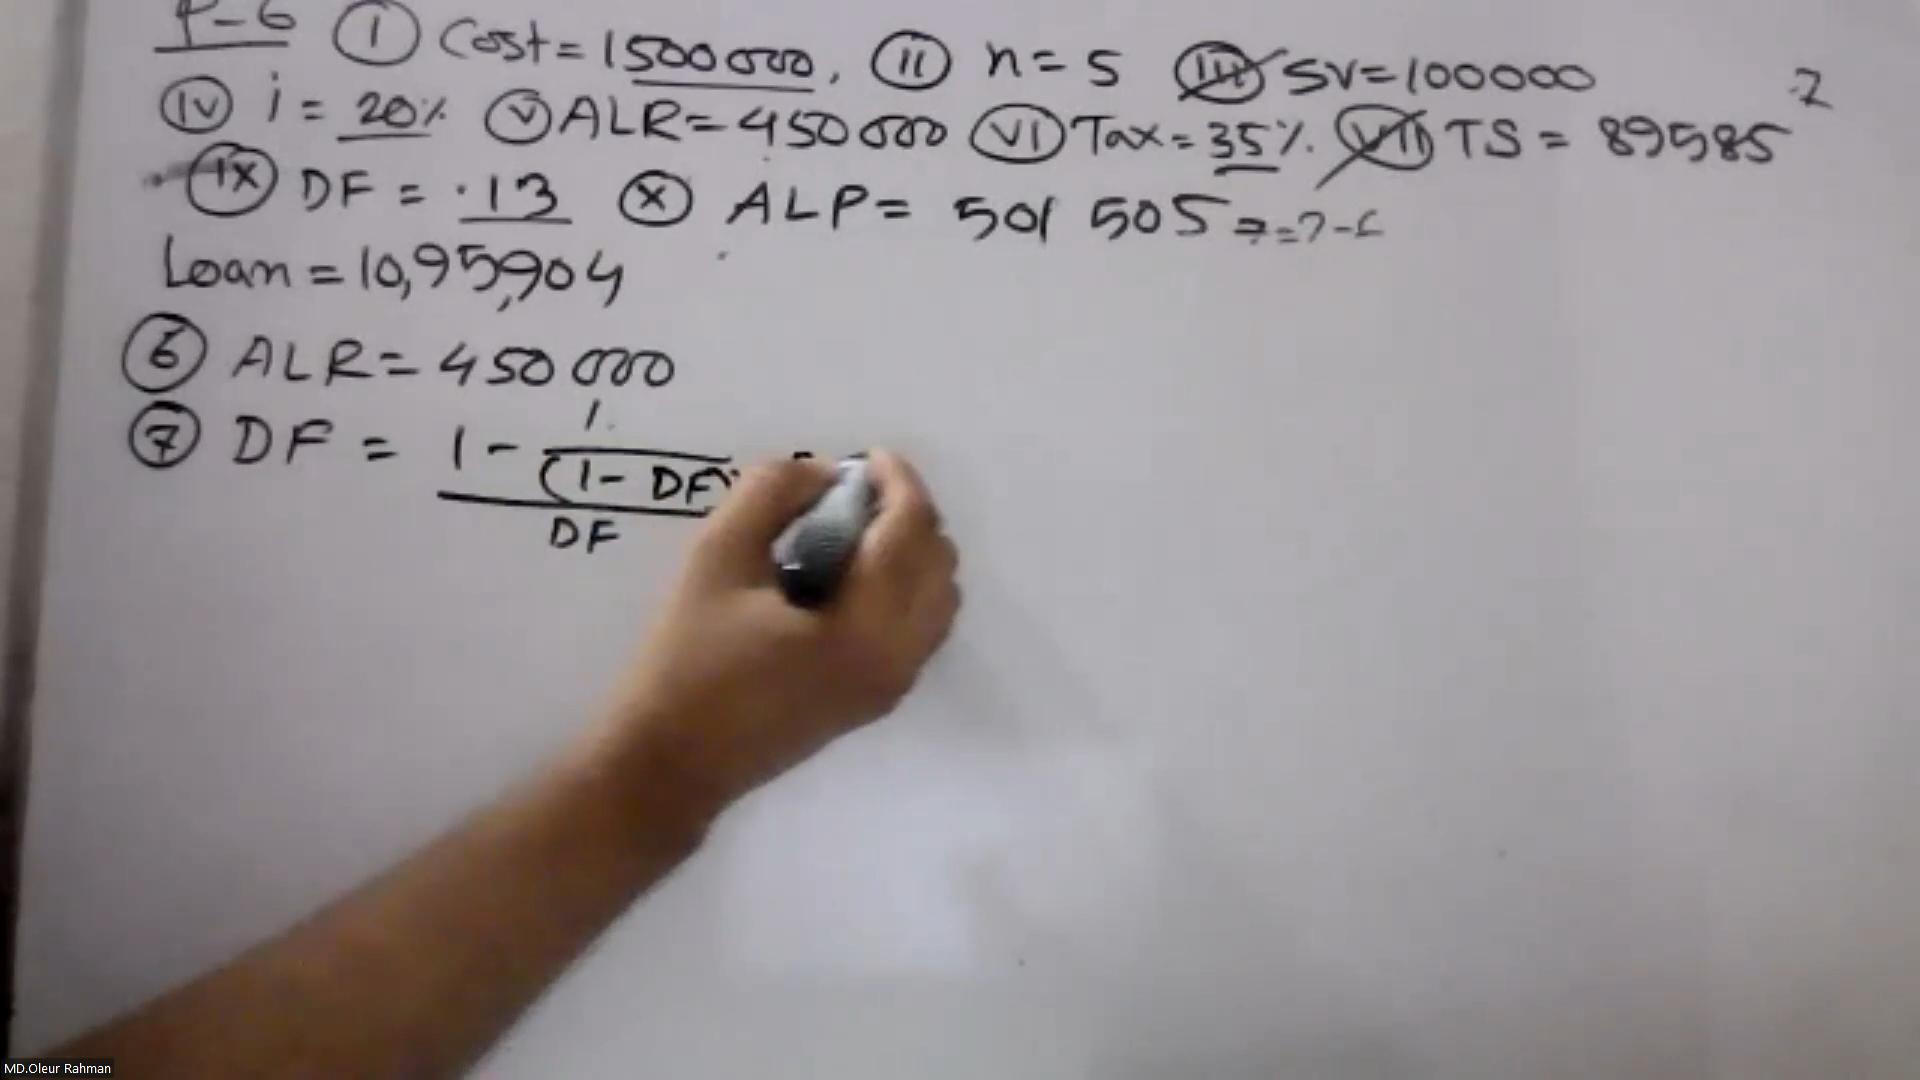 P-6 (I) Cost = 1500000, (II) n = 5 (III) SV = 100000
(IV) i = 20% (V) ALR = 450000 (VI) Tax = 35%. (VII) TS = 89585
(IX) DF = .13 (X) ALP = 501 505
Loan = 10,95,904
(6) ALR = 450000
(7) DF = 1 - 1
(1- DF)
DF
MD.Oleur Rahman